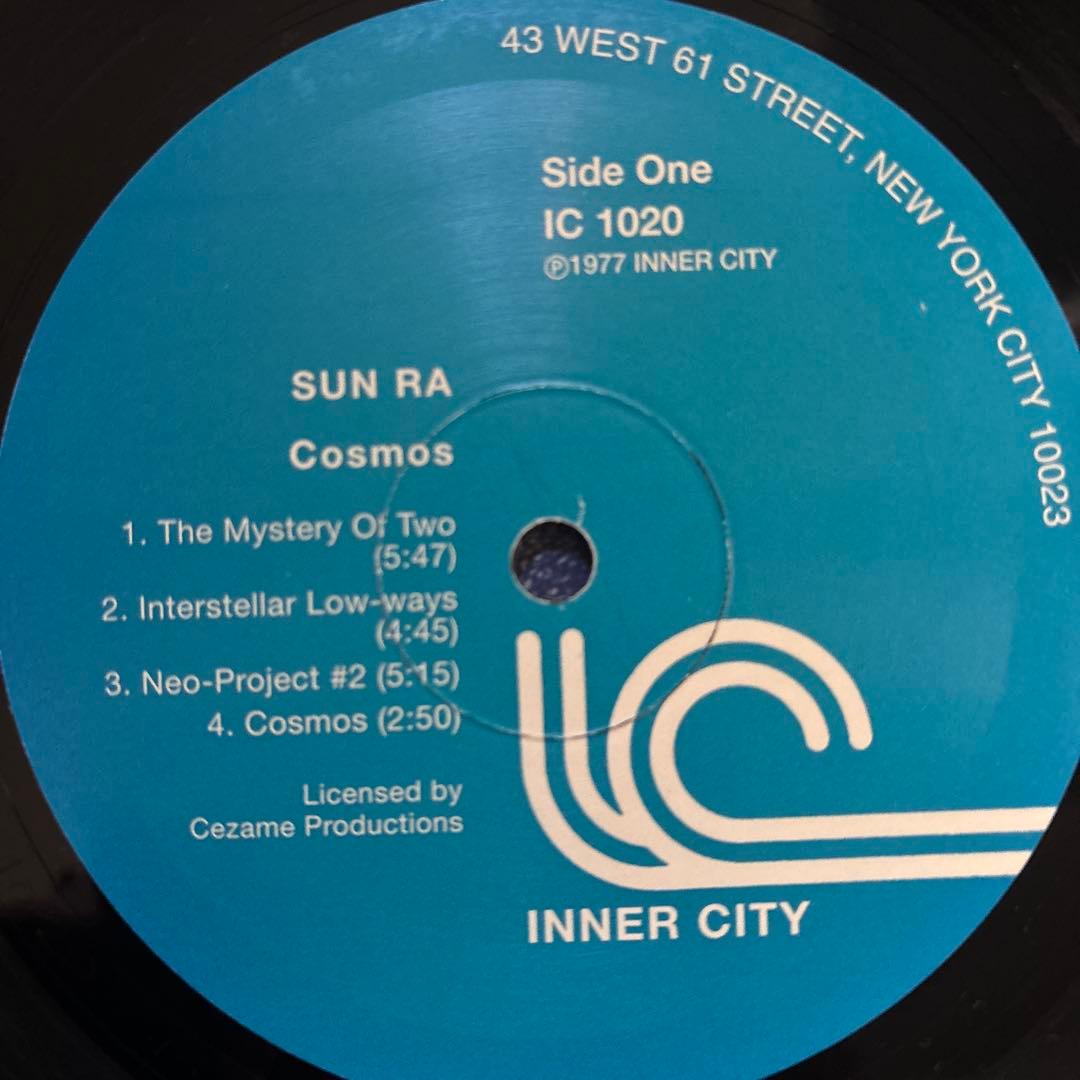 43 WEST 61 STREET, NEW YORK CITY 10023
Side One
IC 1020
Ⓟ1977 INNER CITY
SUN RA
Cosmos
1. The Mystery Of Two
(5:47)
2. Interstellar Low-ways
(4:45)
3. Neo-Project #2 (5:15)
4. Cosmos (2:50)
Licensed by
Cezame Productions
ic
INNER CITY